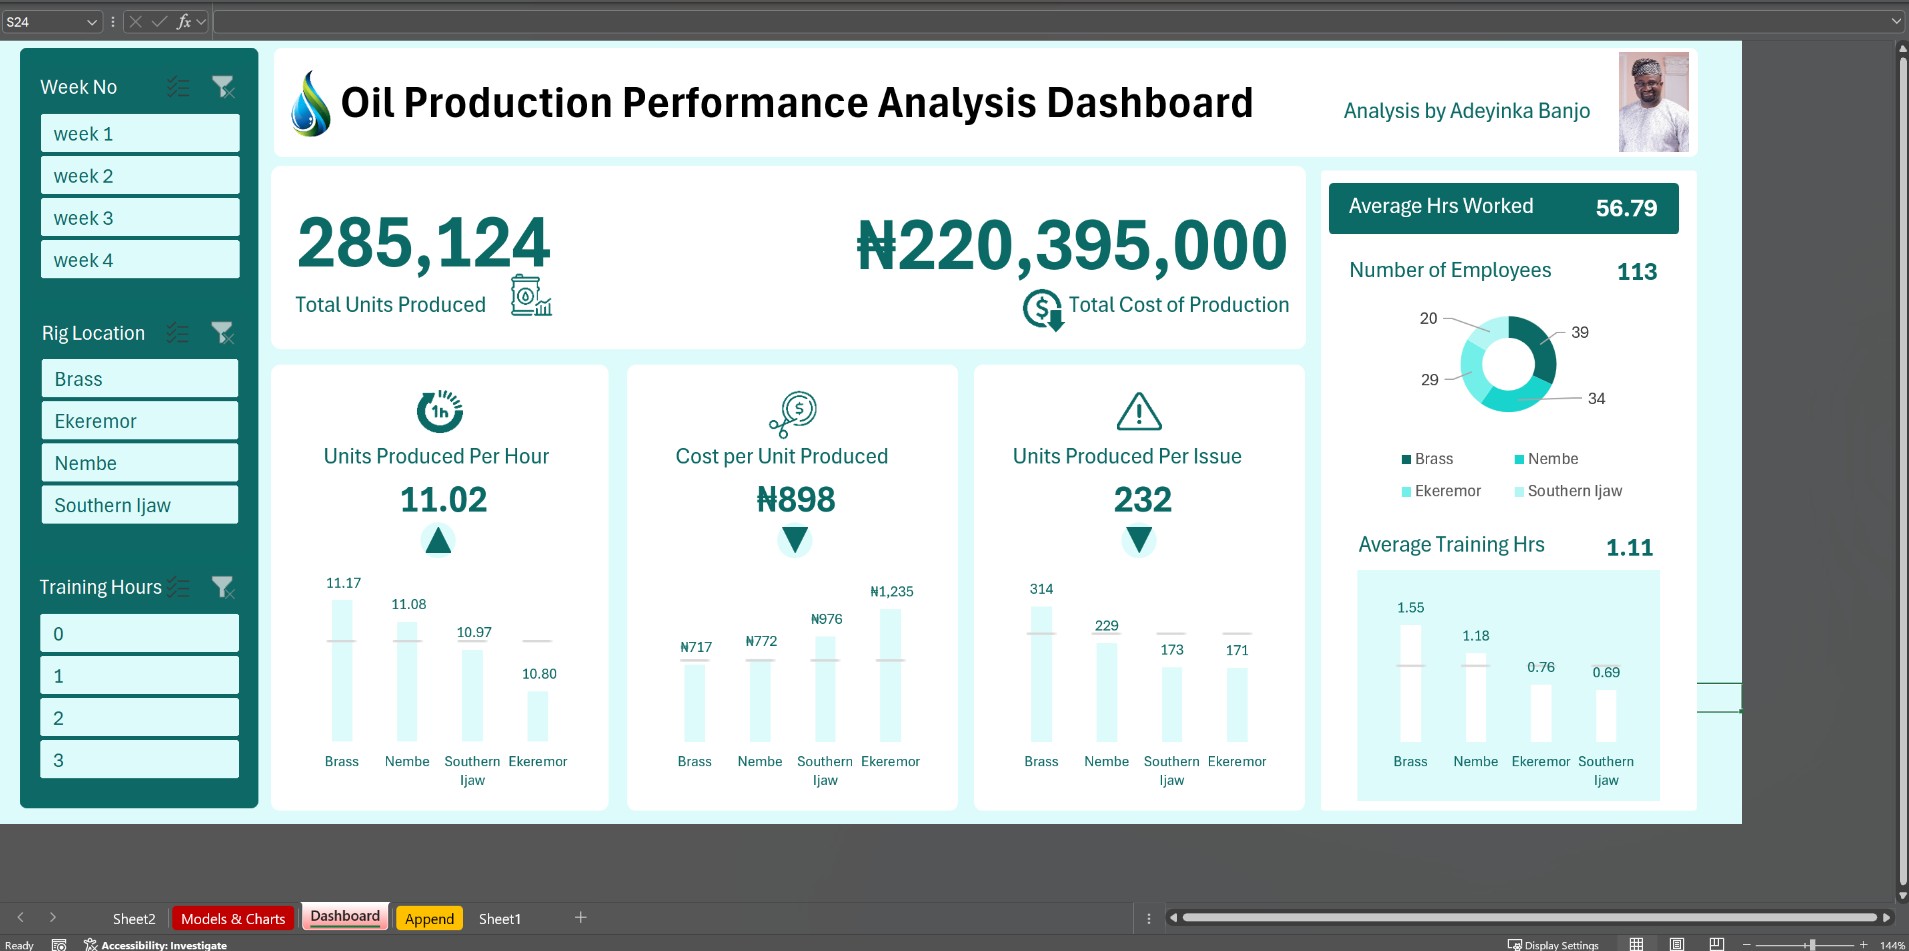 S24
fx
Week No
week 1
week 2
week 3
week 4
Rig Location
Brass
Ekeremor
Nembe
Southern Ijaw
Training Hours
0
1
2
3
Oil Production Performance Analysis Dashboard
Analysis by Adeyinka Banjo
285,124
Total Units Produced
₦220,395,000
$
Total Cost of Production
1h
Units Produced Per Hour
11.02
11.17
11.08
10.97
10.80
Brass
Nembe
Southern
Ijaw
Ekeremor
$
Cost per Unit Produced
₦898
₦717
₦772
₦976
₦1,235
Brass
Nembe
Southern
Ijaw
Ekeremor
!
Units Produced Per Issue
232
314
229
173
171
Brass
Nembe
Southern
Ijaw
Ekeremor
Average Hrs Worked 56.79
Number of Employees 113
20
39
29
34
Brass
Nembe
Ekeremor
Southern Ijaw
Average Training Hrs 1.11
1.55
1.18
0.76
0.69
Brass
Nembe
Ekeremor
Southern
Ijaw
Sheet2
Models & Charts
Dashboard
Append
Sheet1
Ready
Accessibility: Investigate
Display Settings
144%